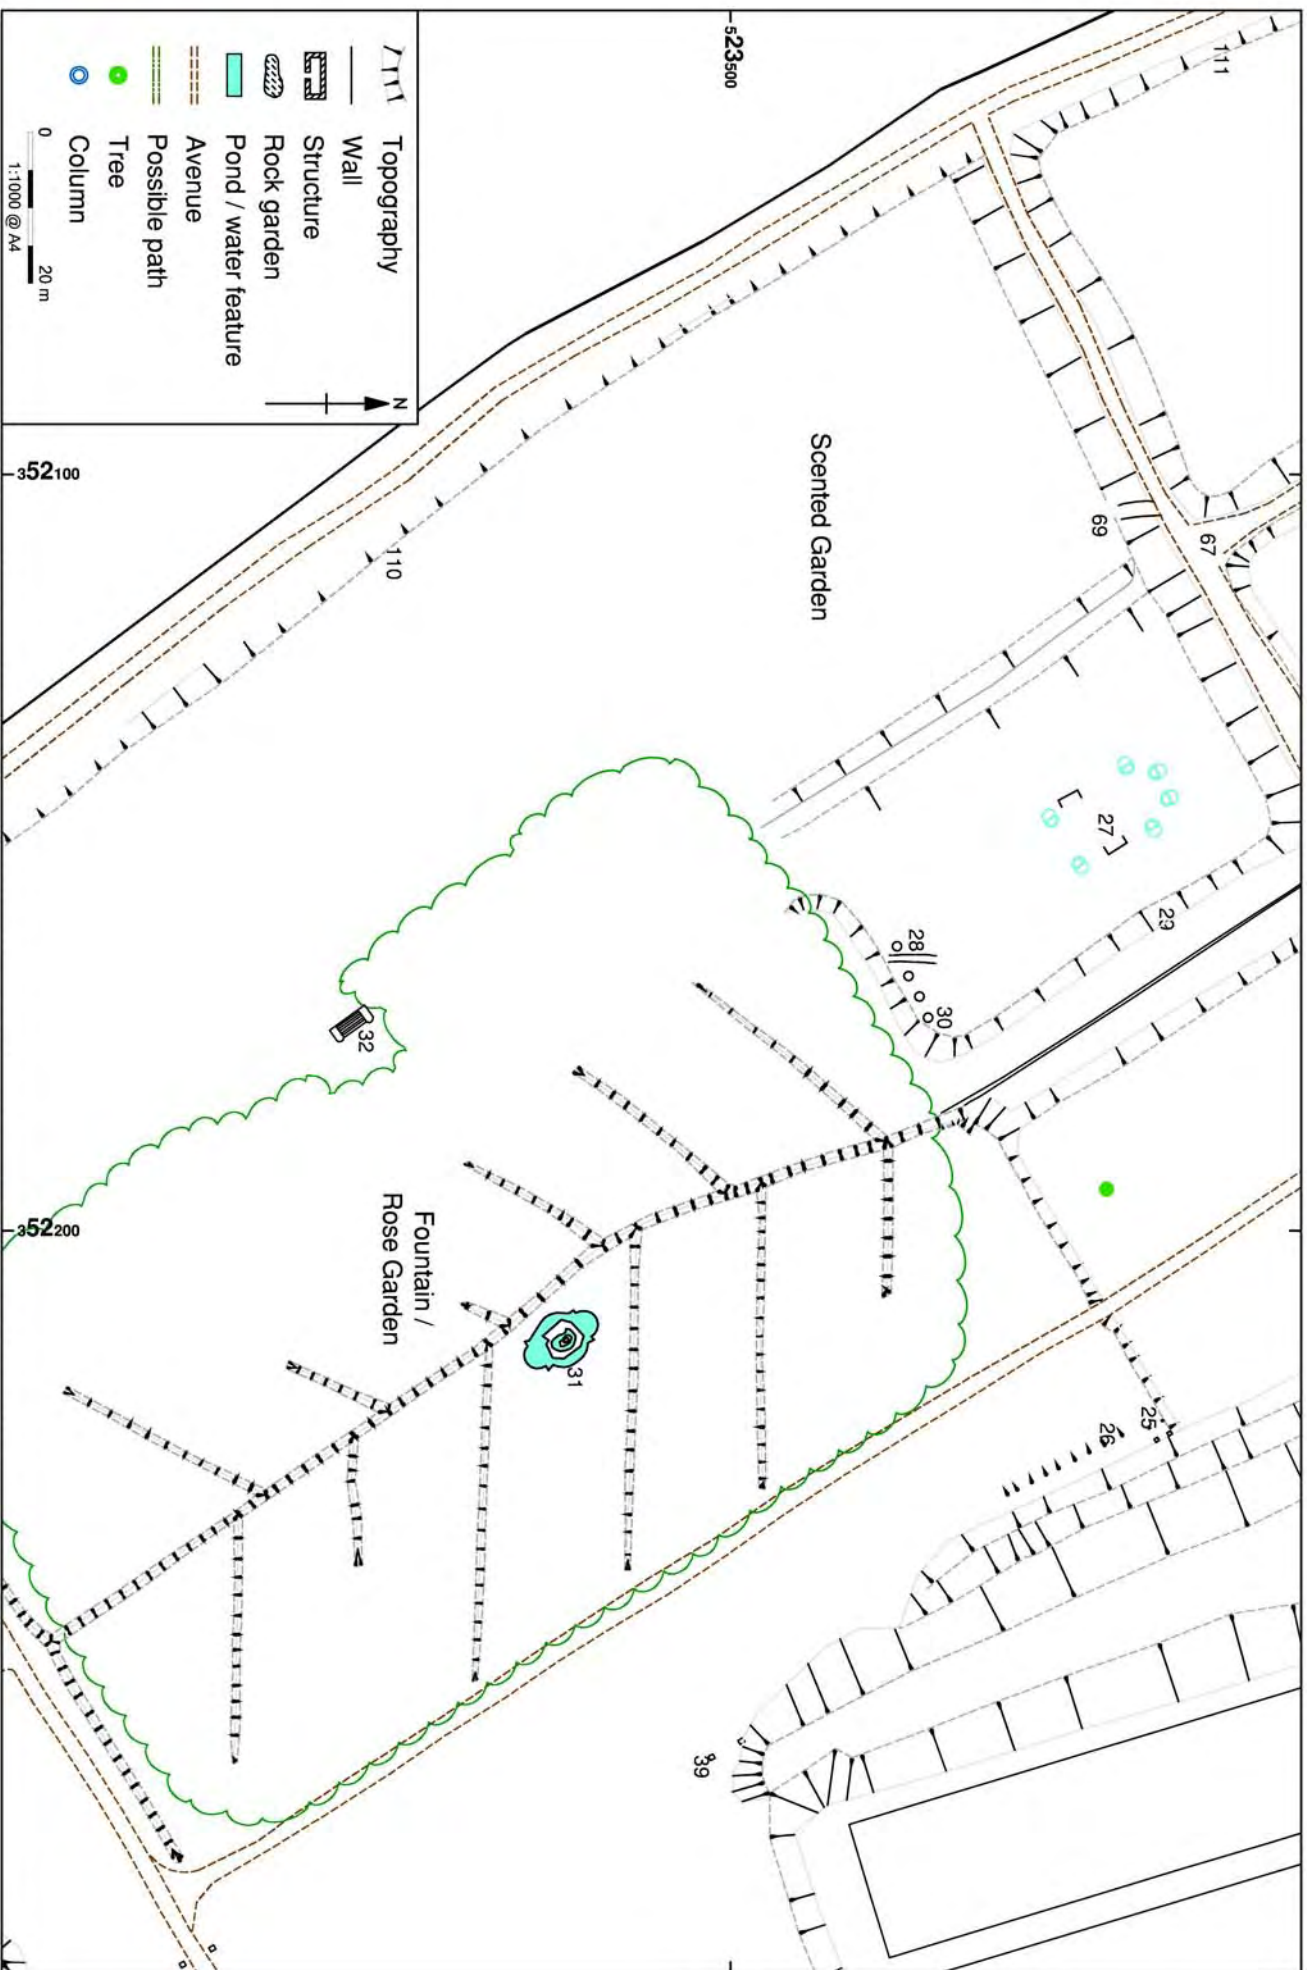 111
523500
Scented Garden
69
67
110
27
29
28
30
32
31
Fountain /
Rose Garden
25
26
39
352100
352200
N
Topography
Wall
Structure
Rock garden
Pond / water feature
Avenue
Possible path
Tree
Column
0
20 m
1:1000 @ A4